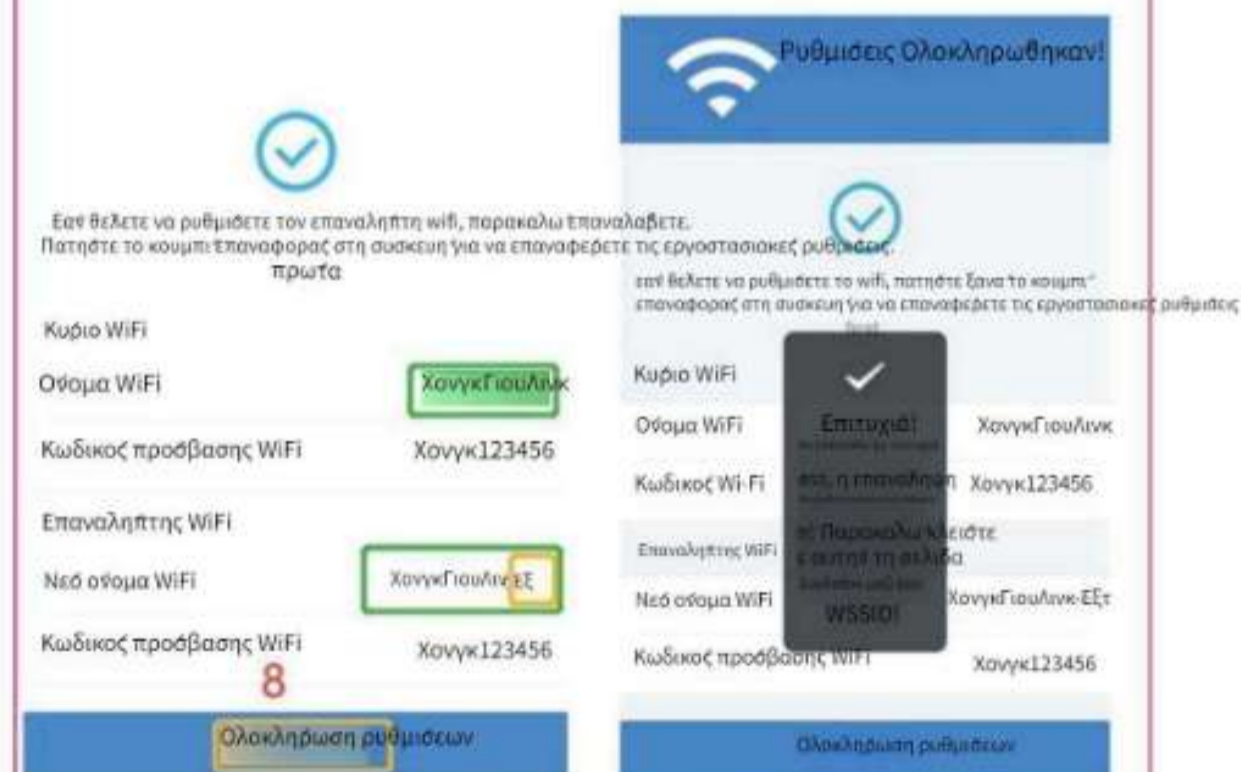 Εαν θελετε να ρυθμισετε τον επαναληπτη wifi, παρακαλω επαναλαβετε.
Πατηστε το κουμπι επαναφορας στη συσκευη για να επαναφερετε τις εργοστασιακες ρυθμισεις.
πρωτα
Κυριο WiFi
Ονομα WiFi ΧονγκΓιουΛινκ
Κωδικος προσβασης WiFi Χονγκ123456
Επαναληπτης WiFi
Νεο ονομα WiFi ΧονγκΓιουΛιν εξ
Κωδικος προσβασης WiFi Χονγκ123456
8
Ολοκληρωση ρυθμισεων
Ρυθμισεις Ολοκληρωθηκαν!
εαν θελετε να ρυθμισετε το wifi, πατηστε ξανα το κουμπι
επαναφορας στη συσκευη για να επαναφερετε τις εργοστασιακες ρυθμισεις
Κυριο WiFi
Ονομα WiFi ΧονγκΓιουΛινκ
Κωδικος Wi-Fi Χονγκ123456
Επαναληπτης WiFi
Νεο ονομα WiFi ΧονγκΓιουΛινκ-Εξτ
Κωδικος προσβασης WiFi Χονγκ123456
Επιτυχια!
η επαναληψη
Παρακαλω κλειστε
αυτην τη σελιδα
WSSID!
Ολοκληρωση ρυθμισεων